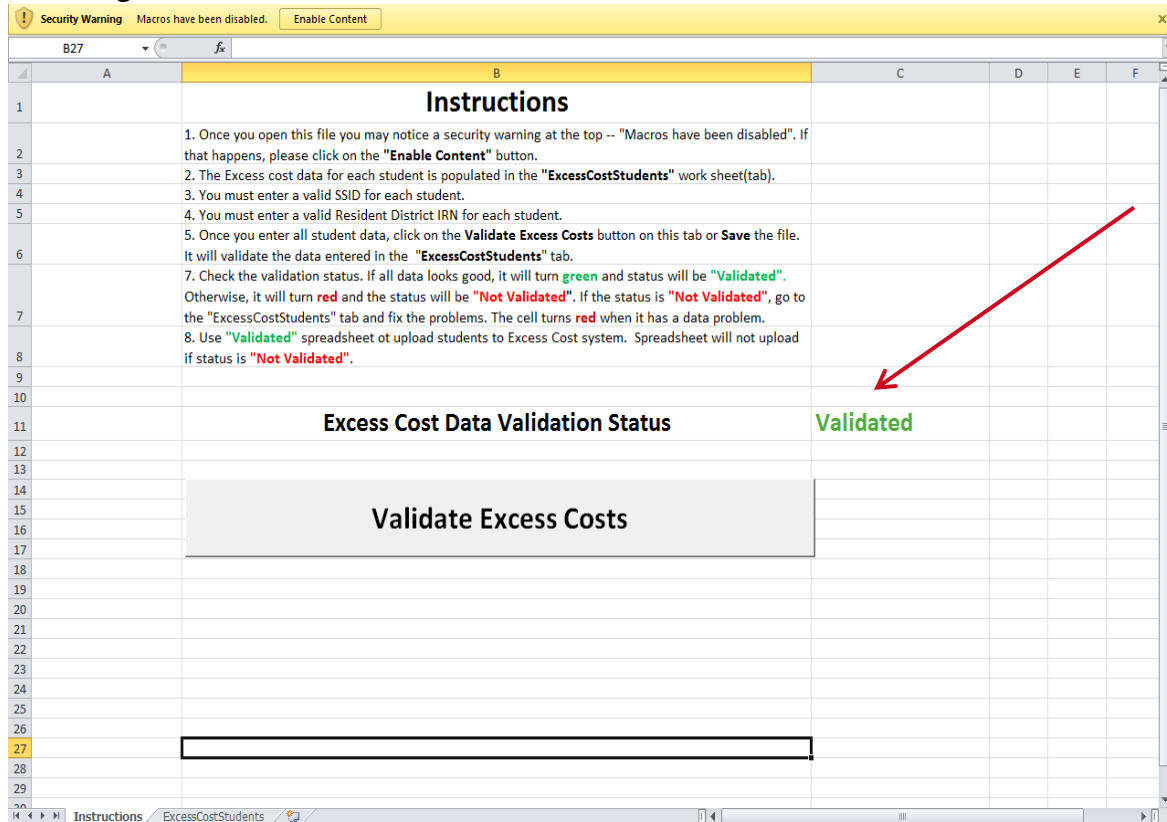 Security Warning Macros have been disabled. Enable Content
B27 fx
A B C D E F
1 Instructions
1. Once you open this file you may notice a security warning at the top -- "Macros have been disabled". If
2 that happens, please click on the "Enable Content" button.
3 2. The Excess cost data for each student is populated in the "ExcessCostStudents" work sheet(tab).
4 3. You must enter a valid SSID for each student.
5 4. You must enter a valid Resident District IRN for each student.
5. Once you enter all student data, click on the Validate Excess Costs button on this tab or Save the file.
6 It will validate the data entered in the "ExcessCostStudents" tab.
7. Check the validation status. If all data looks good, it will turn green and status will be "Validated".
Otherwise, it will turn red and the status will be "Not Validated". If the status is "Not Validated", go to
7 the "ExcessCostStudents" tab and fix the problems. The cell turns red when it has a data problem.
8. Use "Validated" spreadsheet ot upload students to Excess Cost system. Spreadsheet will not upload
8 if status is "Not Validated".
9
10
11 Excess Cost Data Validation Status Validated
12
13
14
15
Validate Excess Costs
16
17
18
19
20
21
22
23
24
25
26
27
28
29
Instructions ExcessCostStudents